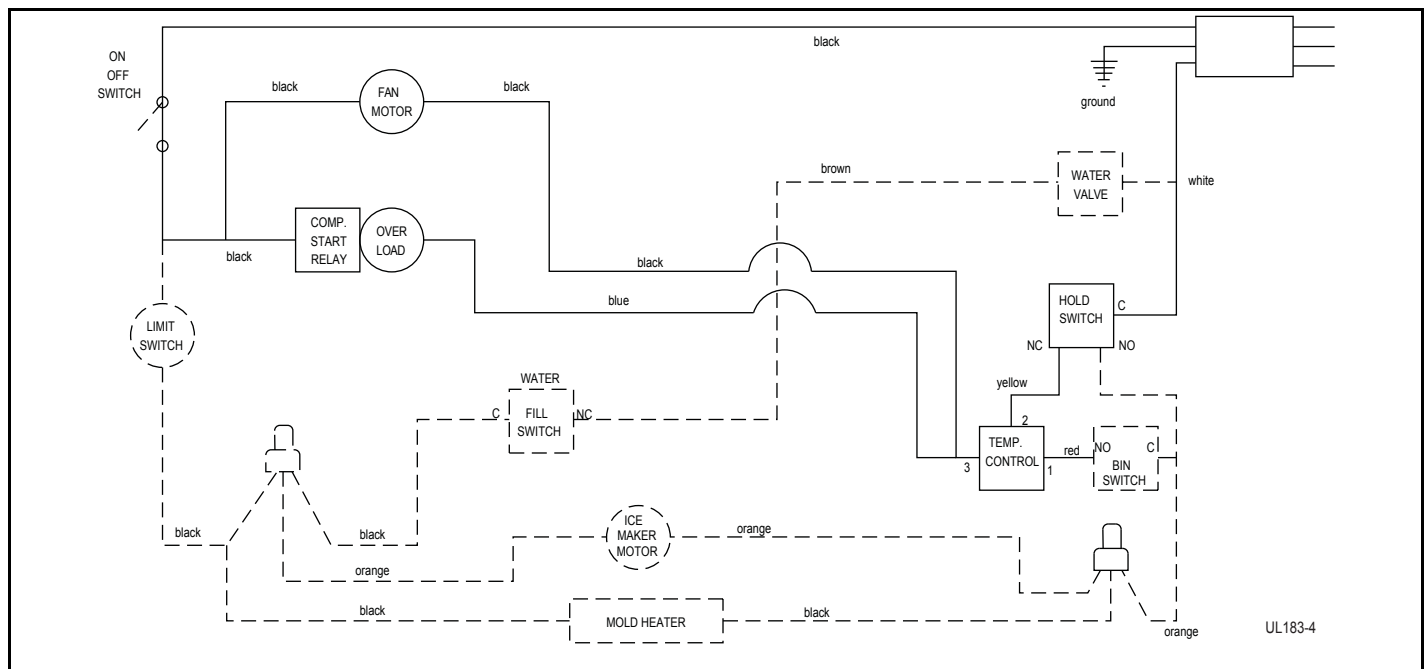 black
ON
OFF
SWITCH
black
FAN
MOTOR
black
ground
brown
WATER
VALVE
white
COMP.
START
RELAY
OVER
LOAD
black
black
blue
HOLD
SWITCH
C
NC
NO
LIMIT
SWITCH
yellow
WATER
C
FILL
SWITCH
NC
2
TEMP.
CONTROL
3
1
red
NO
C
BIN
SWITCH
black
black
orange
ICE
MAKER
MOTOR
orange
black
MOLD HEATER
black
orange
UL183-4